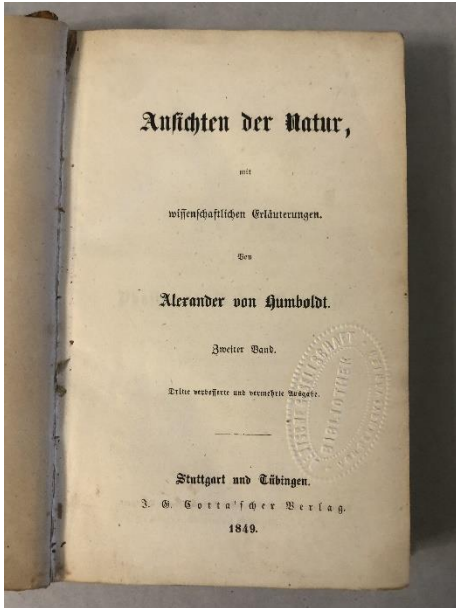 Ansichten der Natur,
mit
wissenschaftlichen Erläuterungen.
Von
Alexander von Humboldt.
Zweiter Band.
Dritte verbesserte und vermehrte Ausgabe.
Stuttgart und Tübingen.
J. G. Cotta'scher Verlag.
1849.
BIBLIOTHEK